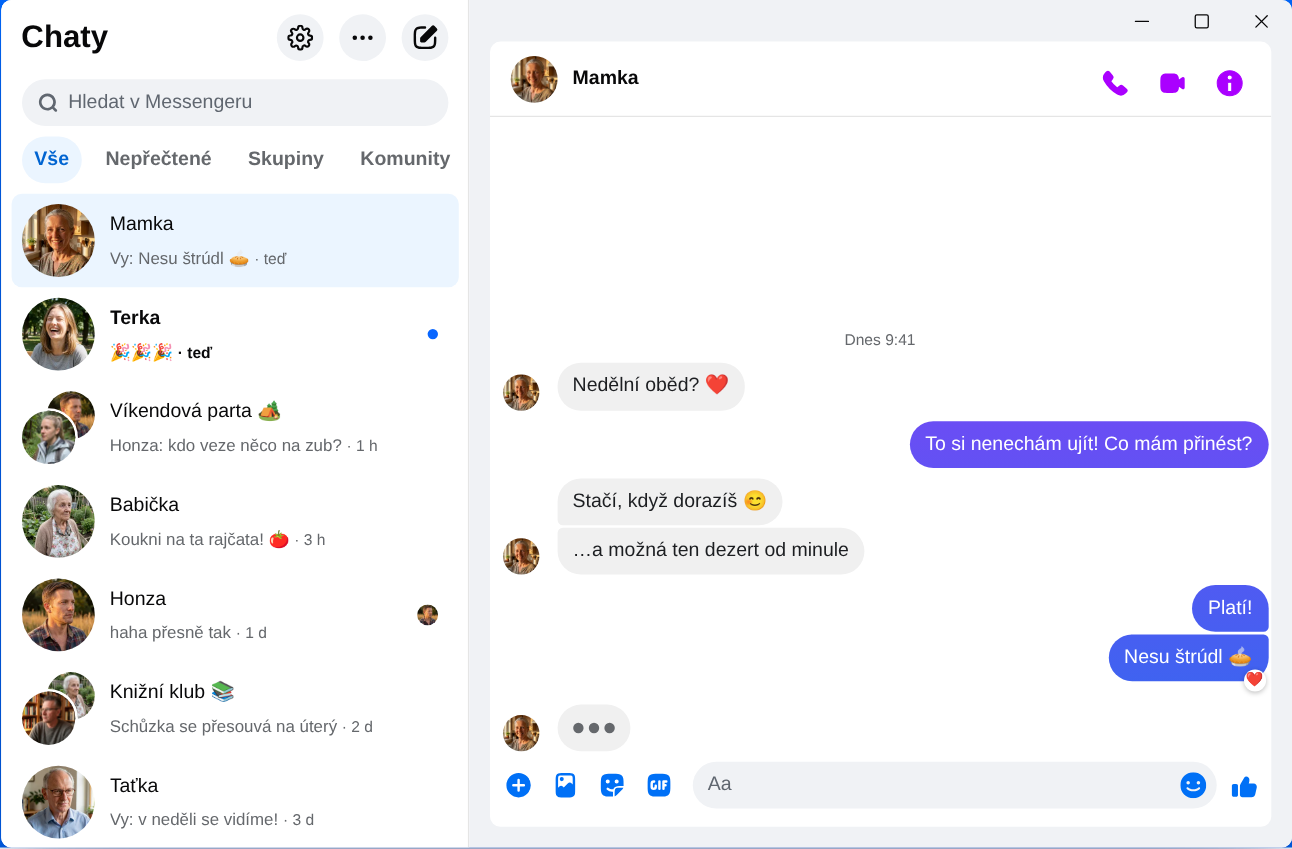 Chaty
Hledat v Messengeru
Vše Nepřečtené Skupiny Komunity
Mamka
Vy: Nesu štrúdl 🥧 · teď
Terka
🎉🎉🎉 · teď
Víkendová parta 🏕️
Honza: kdo veze něco na zub? · 1 h
Babička
Koukni na ta rajčata! 🍅 · 3 h
Honza
haha přesně tak · 1 d
Knižní klub 📚
Schůzka se přesouvá na úterý · 2 d
Taťka
Vy: v neděli se vidíme! · 3 d
Mamka
Dnes 9:41
Nedělní oběd? ❤️
To si nenechám ujít! Co mám přinést?
Stačí, když dorazíš 😊
…a možná ten dezert od minule
Platí!
Nesu štrúdl 🥧
❤️
GIF
Aa